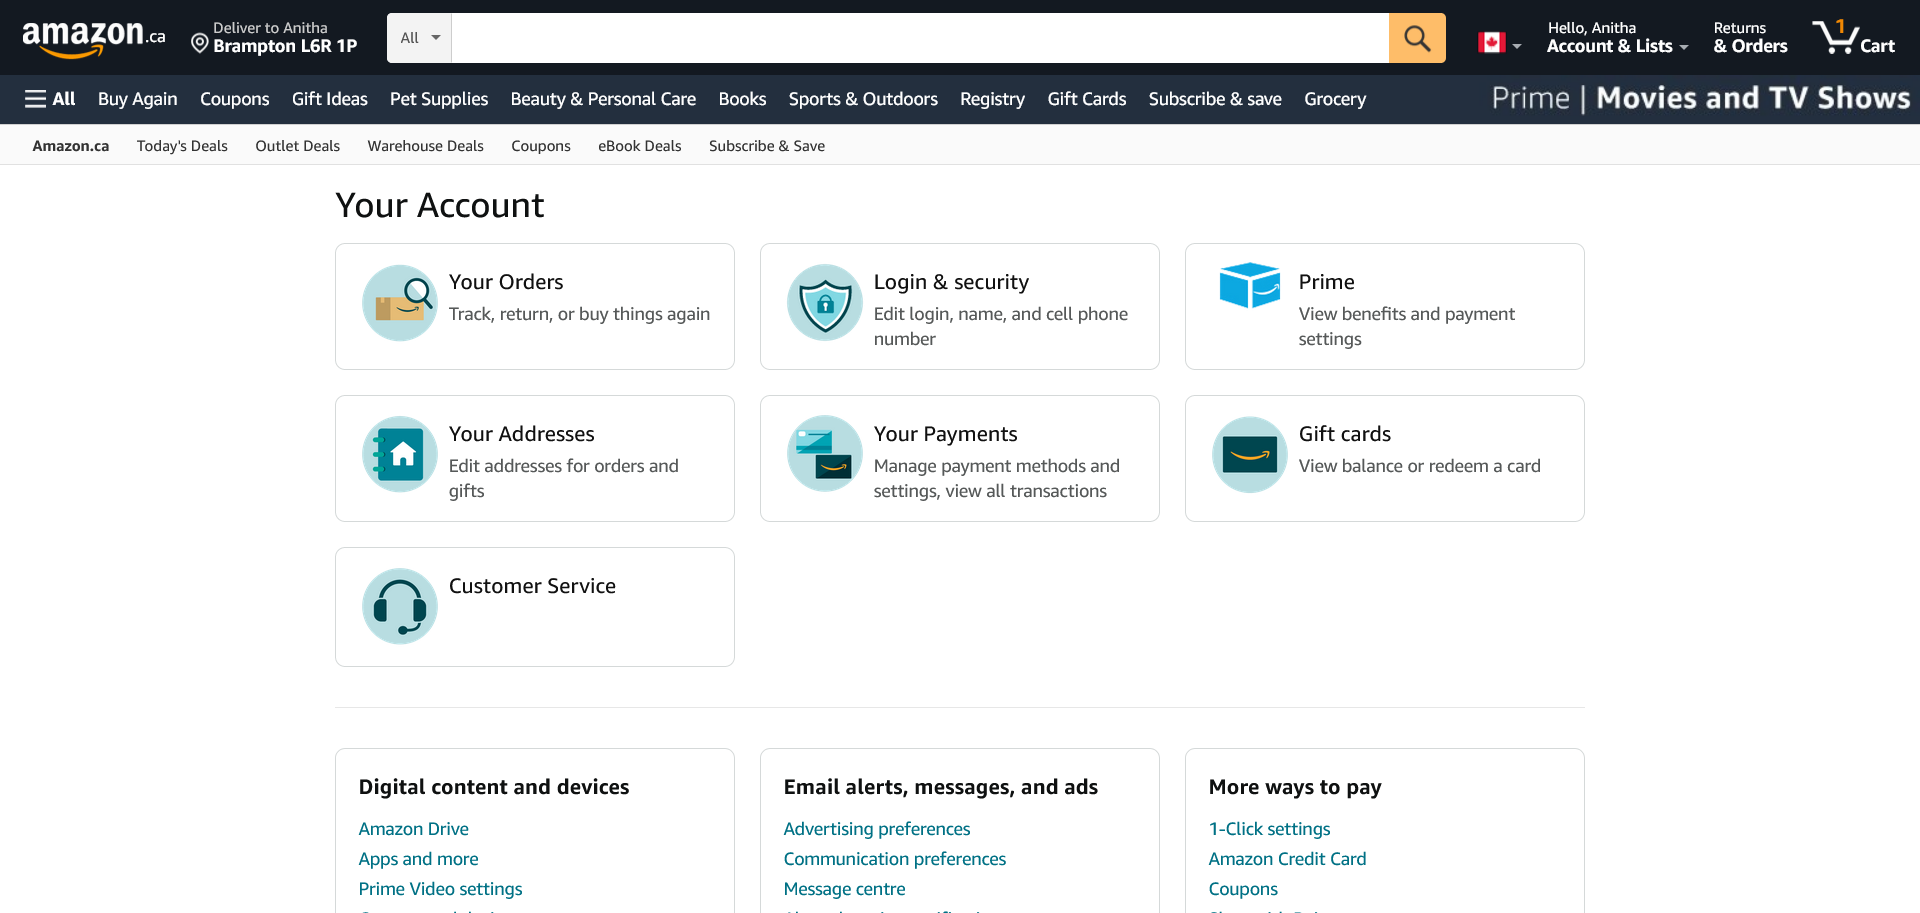 amazon.ca
Deliver to Anitha
Brampton L6R 1P
All
Hello, Anitha
Account & Lists
Returns
& Orders
1
Cart
All Buy Again Coupons Gift Ideas Pet Supplies Beauty & Personal Care Books Sports & Outdoors Registry Gift Cards Subscribe & save Grocery Prime | Movies and TV Shows
Amazon.ca Today's Deals Outlet Deals Warehouse Deals Coupons eBook Deals Subscribe & Save
Your Account
Your Orders
Track, return, or buy things again
Login & security
Edit login, name, and cell phone
number
Prime
View benefits and payment
settings
Your Addresses
Edit addresses for orders and
gifts
Your Payments
Manage payment methods and
settings, view all transactions
Gift cards
View balance or redeem a card
Customer Service
Digital content and devices
Amazon Drive
Apps and more
Prime Video settings
Email alerts, messages, and ads
Advertising preferences
Communication preferences
Message centre
More ways to pay
1-Click settings
Amazon Credit Card
Coupons